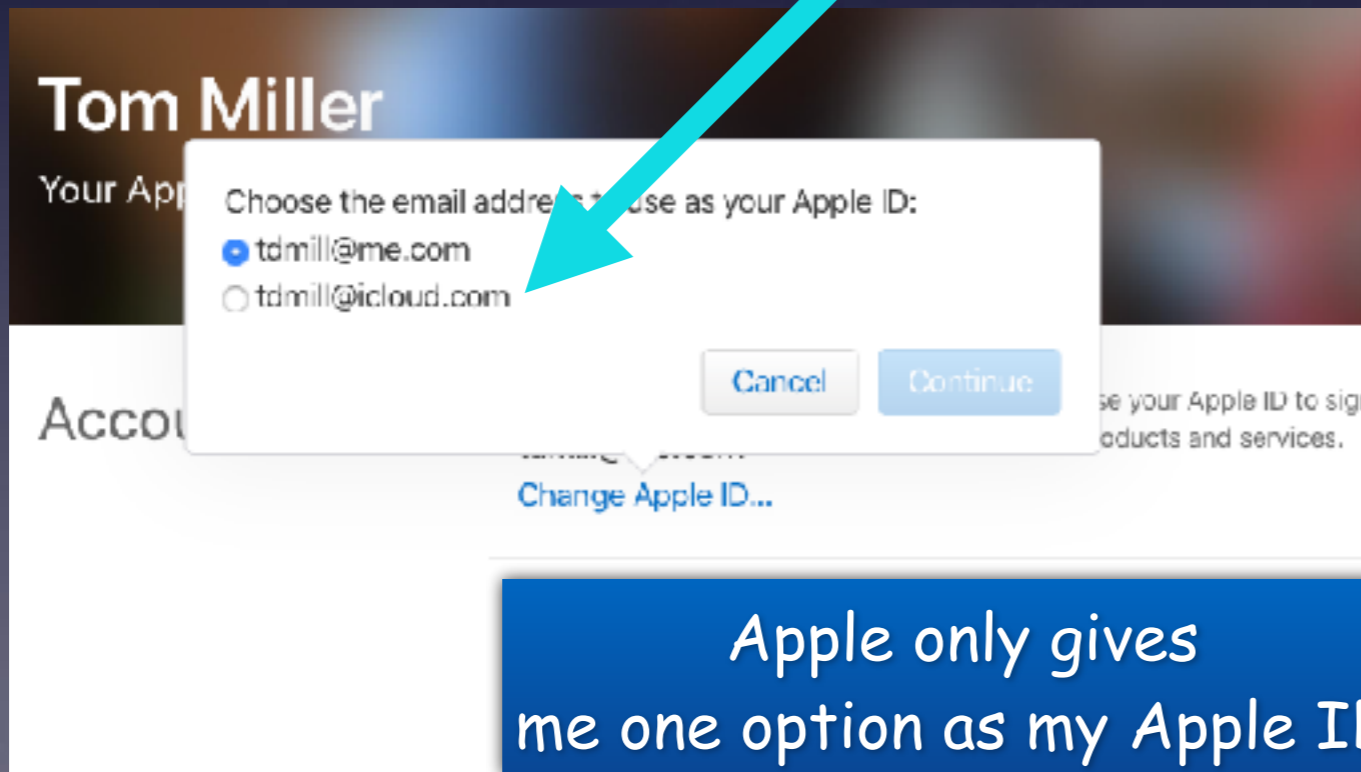 Tom Miller
Your App
Choose the email address to use as your Apple ID:
tdmill@me.com
tdmill@icloud.com
Cancel Continue
Accou
se your Apple ID to sig
oducts and services.
Change Apple ID...
Apple only gives
me one option as my Apple ID